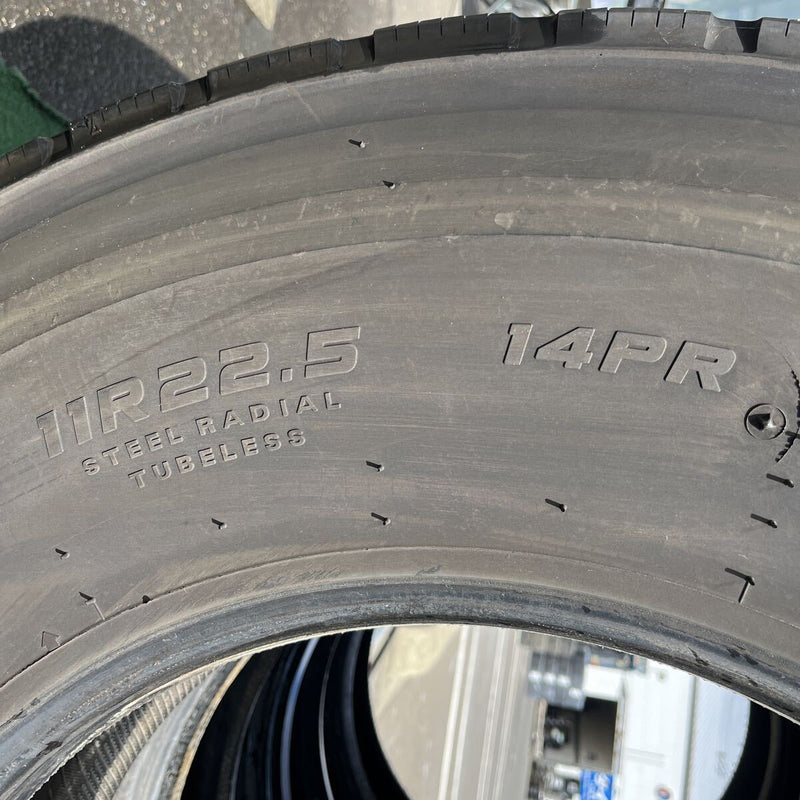 11R22.5 14PR
STEEL RADIAL
TUBELESS